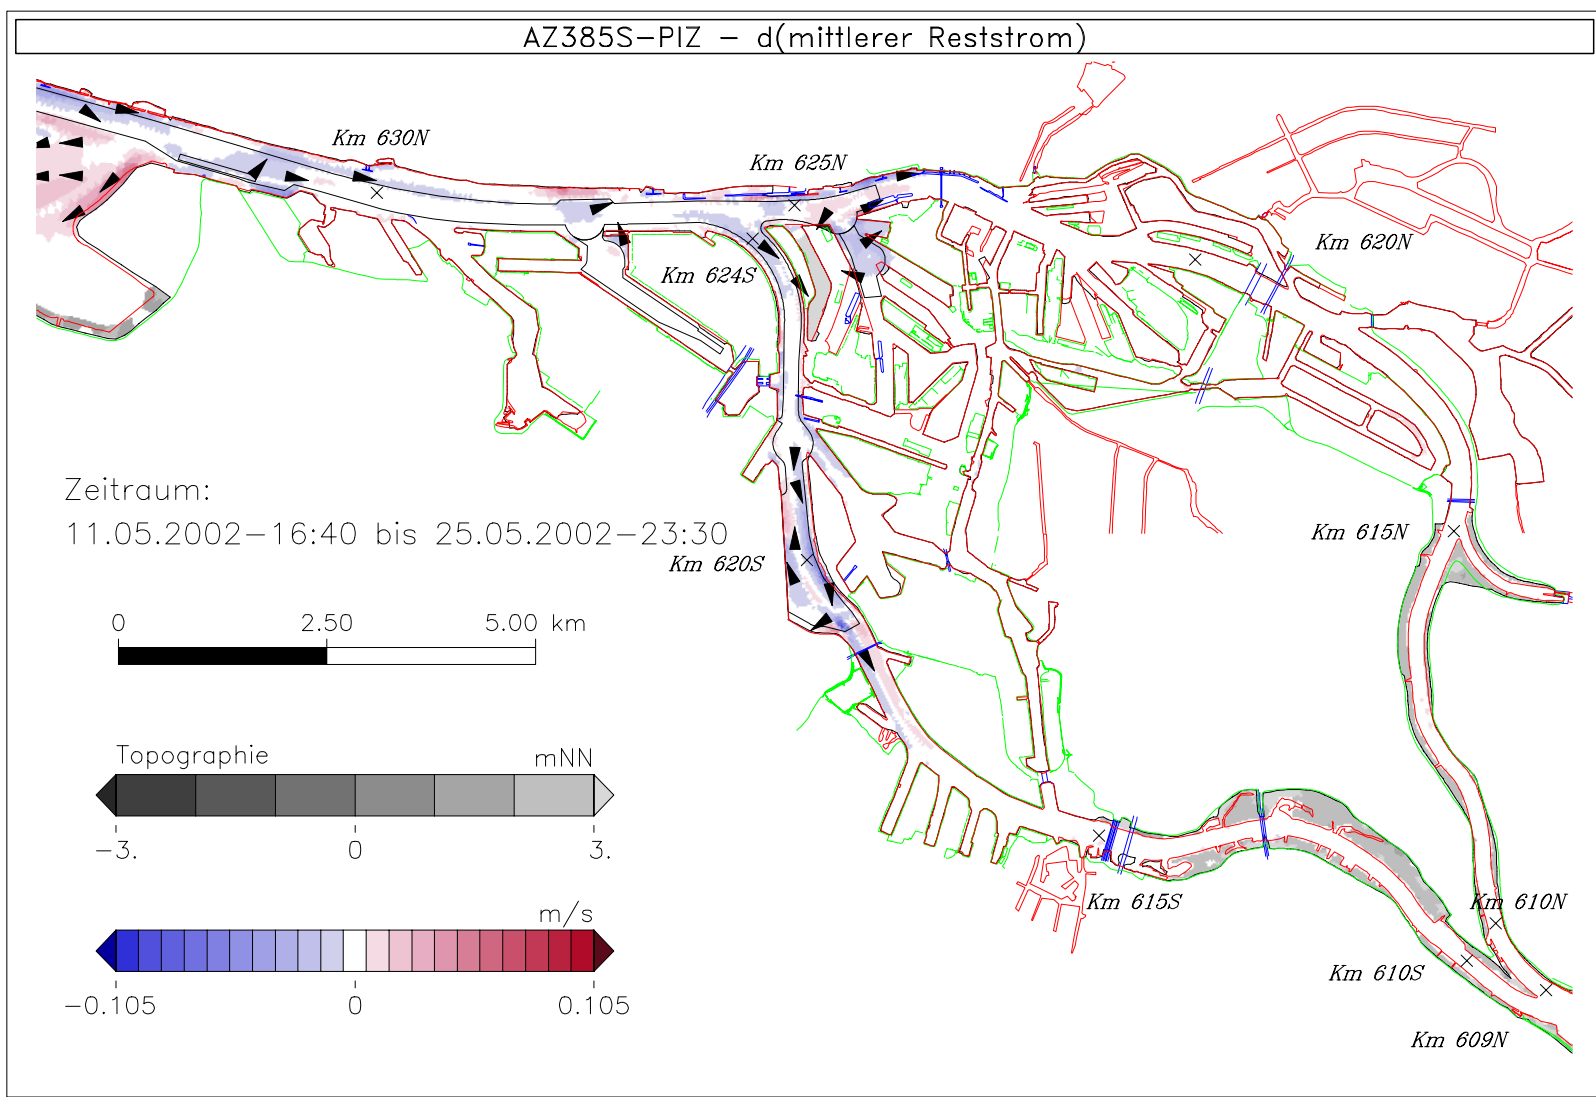 AZ385S-PIZ - d(mittlerer Reststrom)
Km 630N
Km 625N
Km 620N
Km 624S
Zeitraum:
11.05.2002-16:40 bis 25.05.2002-23:30
Km 615N
Km 620S
0 2.50 5.00 km
Topographie mNN
-3. 0 3.
Km 615S
Km 610N
m/s
Km 610S
-0.105 0 0.105
Km 609N